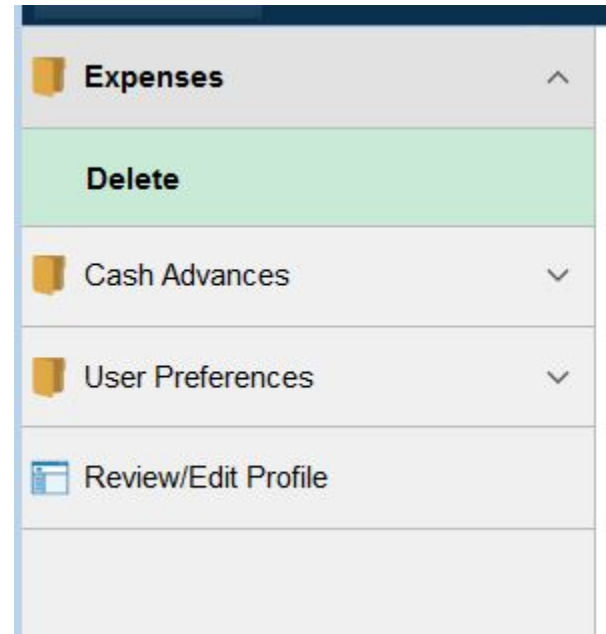 Expenses
Delete
Cash Advances
User Preferences
Review/Edit Profile